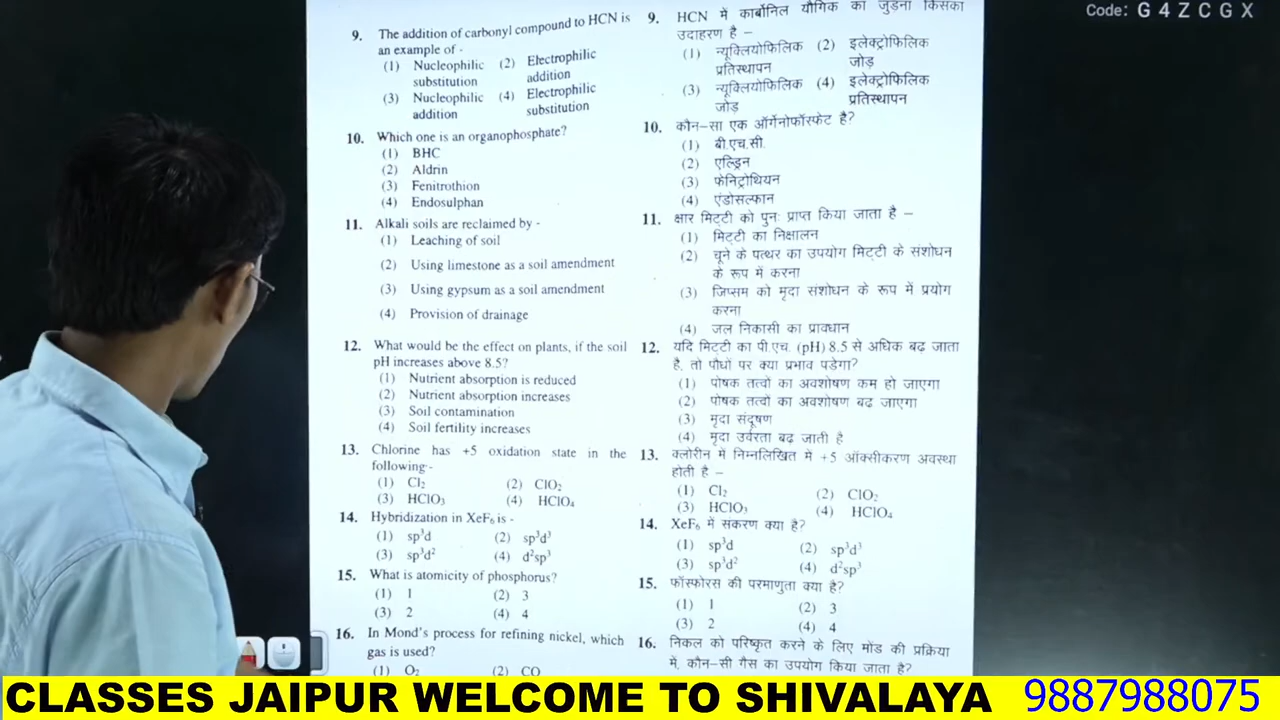 Code: G 4 Z C G X
9. The addition of carbonyl compound to HCN is
an example of -
(1) Nucleophilic substitution (2) Electrophilic addition
(3) Nucleophilic addition (4) Electrophilic substitution
10. Which one is an organophosphate?
(1) BHC
(2) Aldrin
(3) Fenitrothion
(4) Endosulphan
11. Alkali soils are reclaimed by -
(1) Leaching of soil
(2) Using limestone as a soil amendment
(3) Using gypsum as a soil amendment
(4) Provision of drainage
12. What would be the effect on plants, if the soil
pH increases above 8.5?
(1) Nutrient absorption is reduced
(2) Nutrient absorption increases
(3) Soil contamination
(4) Soil fertility increases
13. Chlorine has +5 oxidation state in the
following:-
(1) Cl₂ (2) ClO₂
(3) HClO₃ (4) HClO₄
14. Hybridization in XeF₆ is -
(1) sp³d (2) sp³d³
(3) sp³d² (4) d²sp³
15. What is atomicity of phosphorus?
(1) 1 (2) 3
(3) 2 (4) 4
16. In Mond's process for refining nickel, which
gas is used?
(1) O₂ (2) CO
9. HCN में कार्बोनिल यौगिक का जुड़ना किसका
उदाहरण है –
(1) न्यूक्लियोफिलिक प्रतिस्थापन (2) इलेक्ट्रोफिलिक जोड़
(3) न्यूक्लियोफिलिक जोड़ (4) इलेक्ट्रोफिलिक प्रतिस्थापन
10. कौन-सा एक ऑर्गेनोफॉरफेट है?
(1) बी.एच.सी.
(2) एल्ड्रिन
(3) फेनिट्रोथियन
(4) एंडोसल्फान
11. क्षार मिट्टी को पुनः प्राप्त किया जाता है –
(1) मिट्टी का निक्षालन
(2) चूने के पत्थर का उपयोग मिट्टी के संशोधन
के रूप में करना
(3) जिप्सम को मृदा संशोधन के रूप में प्रयोग
करना
(4) जल निकासी का प्रावधान
12. यदि मिट्टी का पी.एच. (pH) 8.5 से अधिक बढ़ जाता
है, तो पौधों पर क्या प्रभाव पडेगा?
(1) पोषक तत्वों का अवशोषण कम हो जाएगा
(2) पोषक तत्वों का अवशोषण बढ़ जाएगा
(3) मृदा संदूषण
(4) मृदा उर्वरता बढ़ जाती है
13. क्लोरीन में निम्नलिखित मे +5 ऑक्सीकरण अवस्था
होती है –
(1) Cl₂ (2) ClO₂
(3) HClO₃ (4) HClO₄
14. XeF₆ में संकरण क्या है?
(1) sp³d (2) sp³d³
(3) sp³d² (4) d²sp³
15. फॉस्फोरस की परमाणुता क्या है?
(1) 1 (2) 3
(3) 2 (4) 4
16. निकल को परिष्कृत करने के लिए मोंड की प्रक्रिया
में, कौन-सी गैस का उपयोग किया जाता है?
CLASSES JAIPUR WELCOME TO SHIVALAYA 9887988075